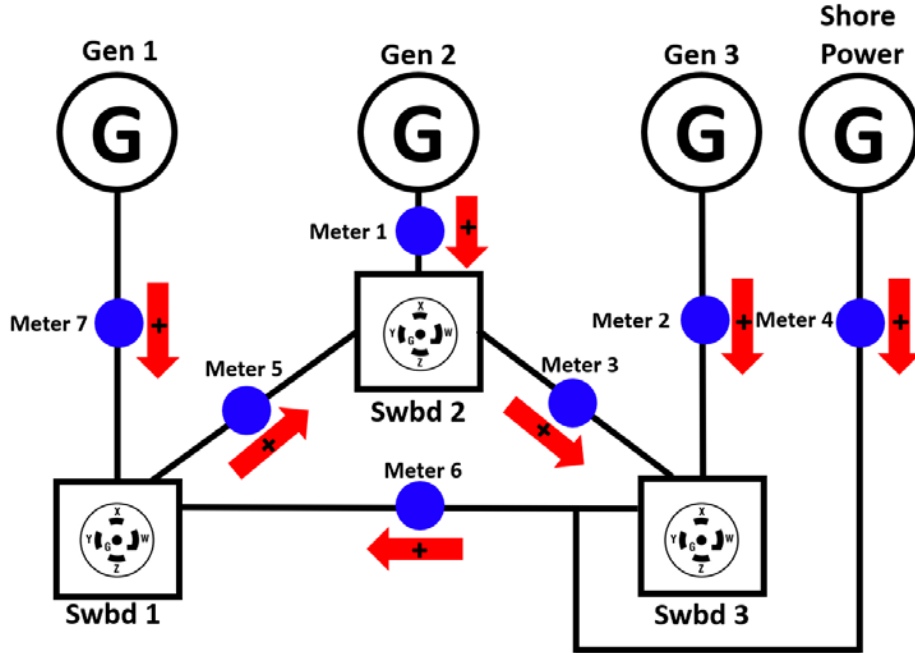 Gen 1
Gen 2
Gen 3
Shore
Power
G
G
G
G
Meter 1
+
Meter 7
+
Meter 2
+
Meter 4
+
X
Y
W
G
Z
Meter 5
+
Meter 3
+
Swbd 2
Meter 6
+
X
Y
W
G
Z
X
Y
W
G
Z
Swbd 1
Swbd 3